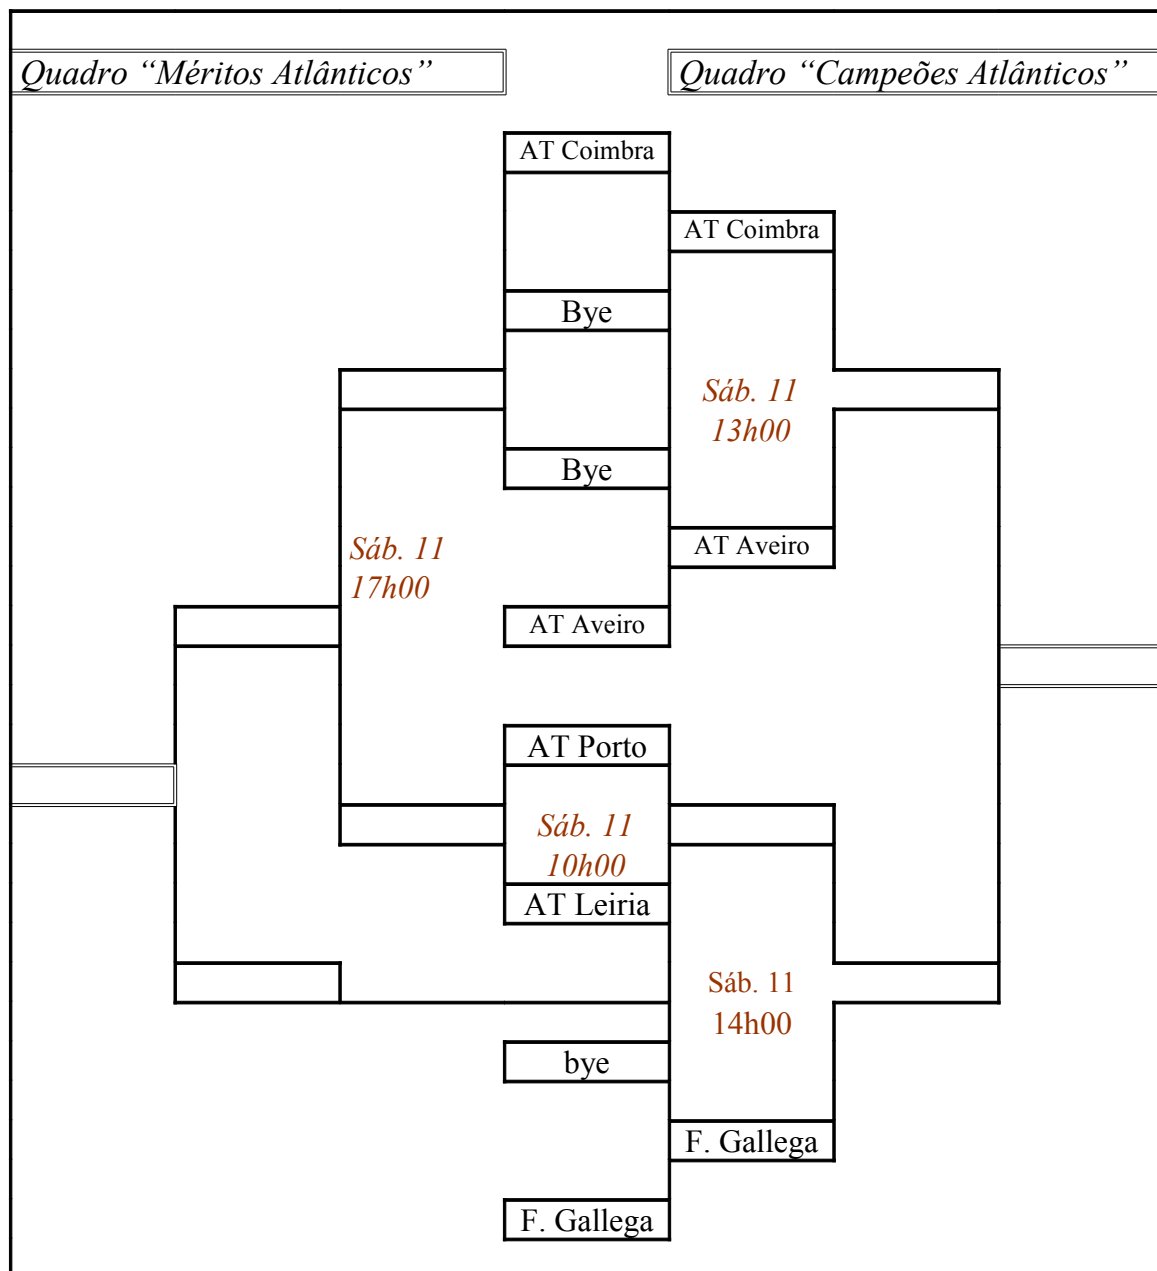 Quadro “Méritos Atlânticos”
Quadro “Campeões Atlânticos”
AT Coimbra
AT Coimbra
Bye
Sáb. 11
13h00
Bye
AT Aveiro
Sáb. 11
17h00
AT Aveiro
AT Porto
Sáb. 11
10h00
AT Leiria
Sáb. 11
14h00
bye
F. Gallega
F. Gallega